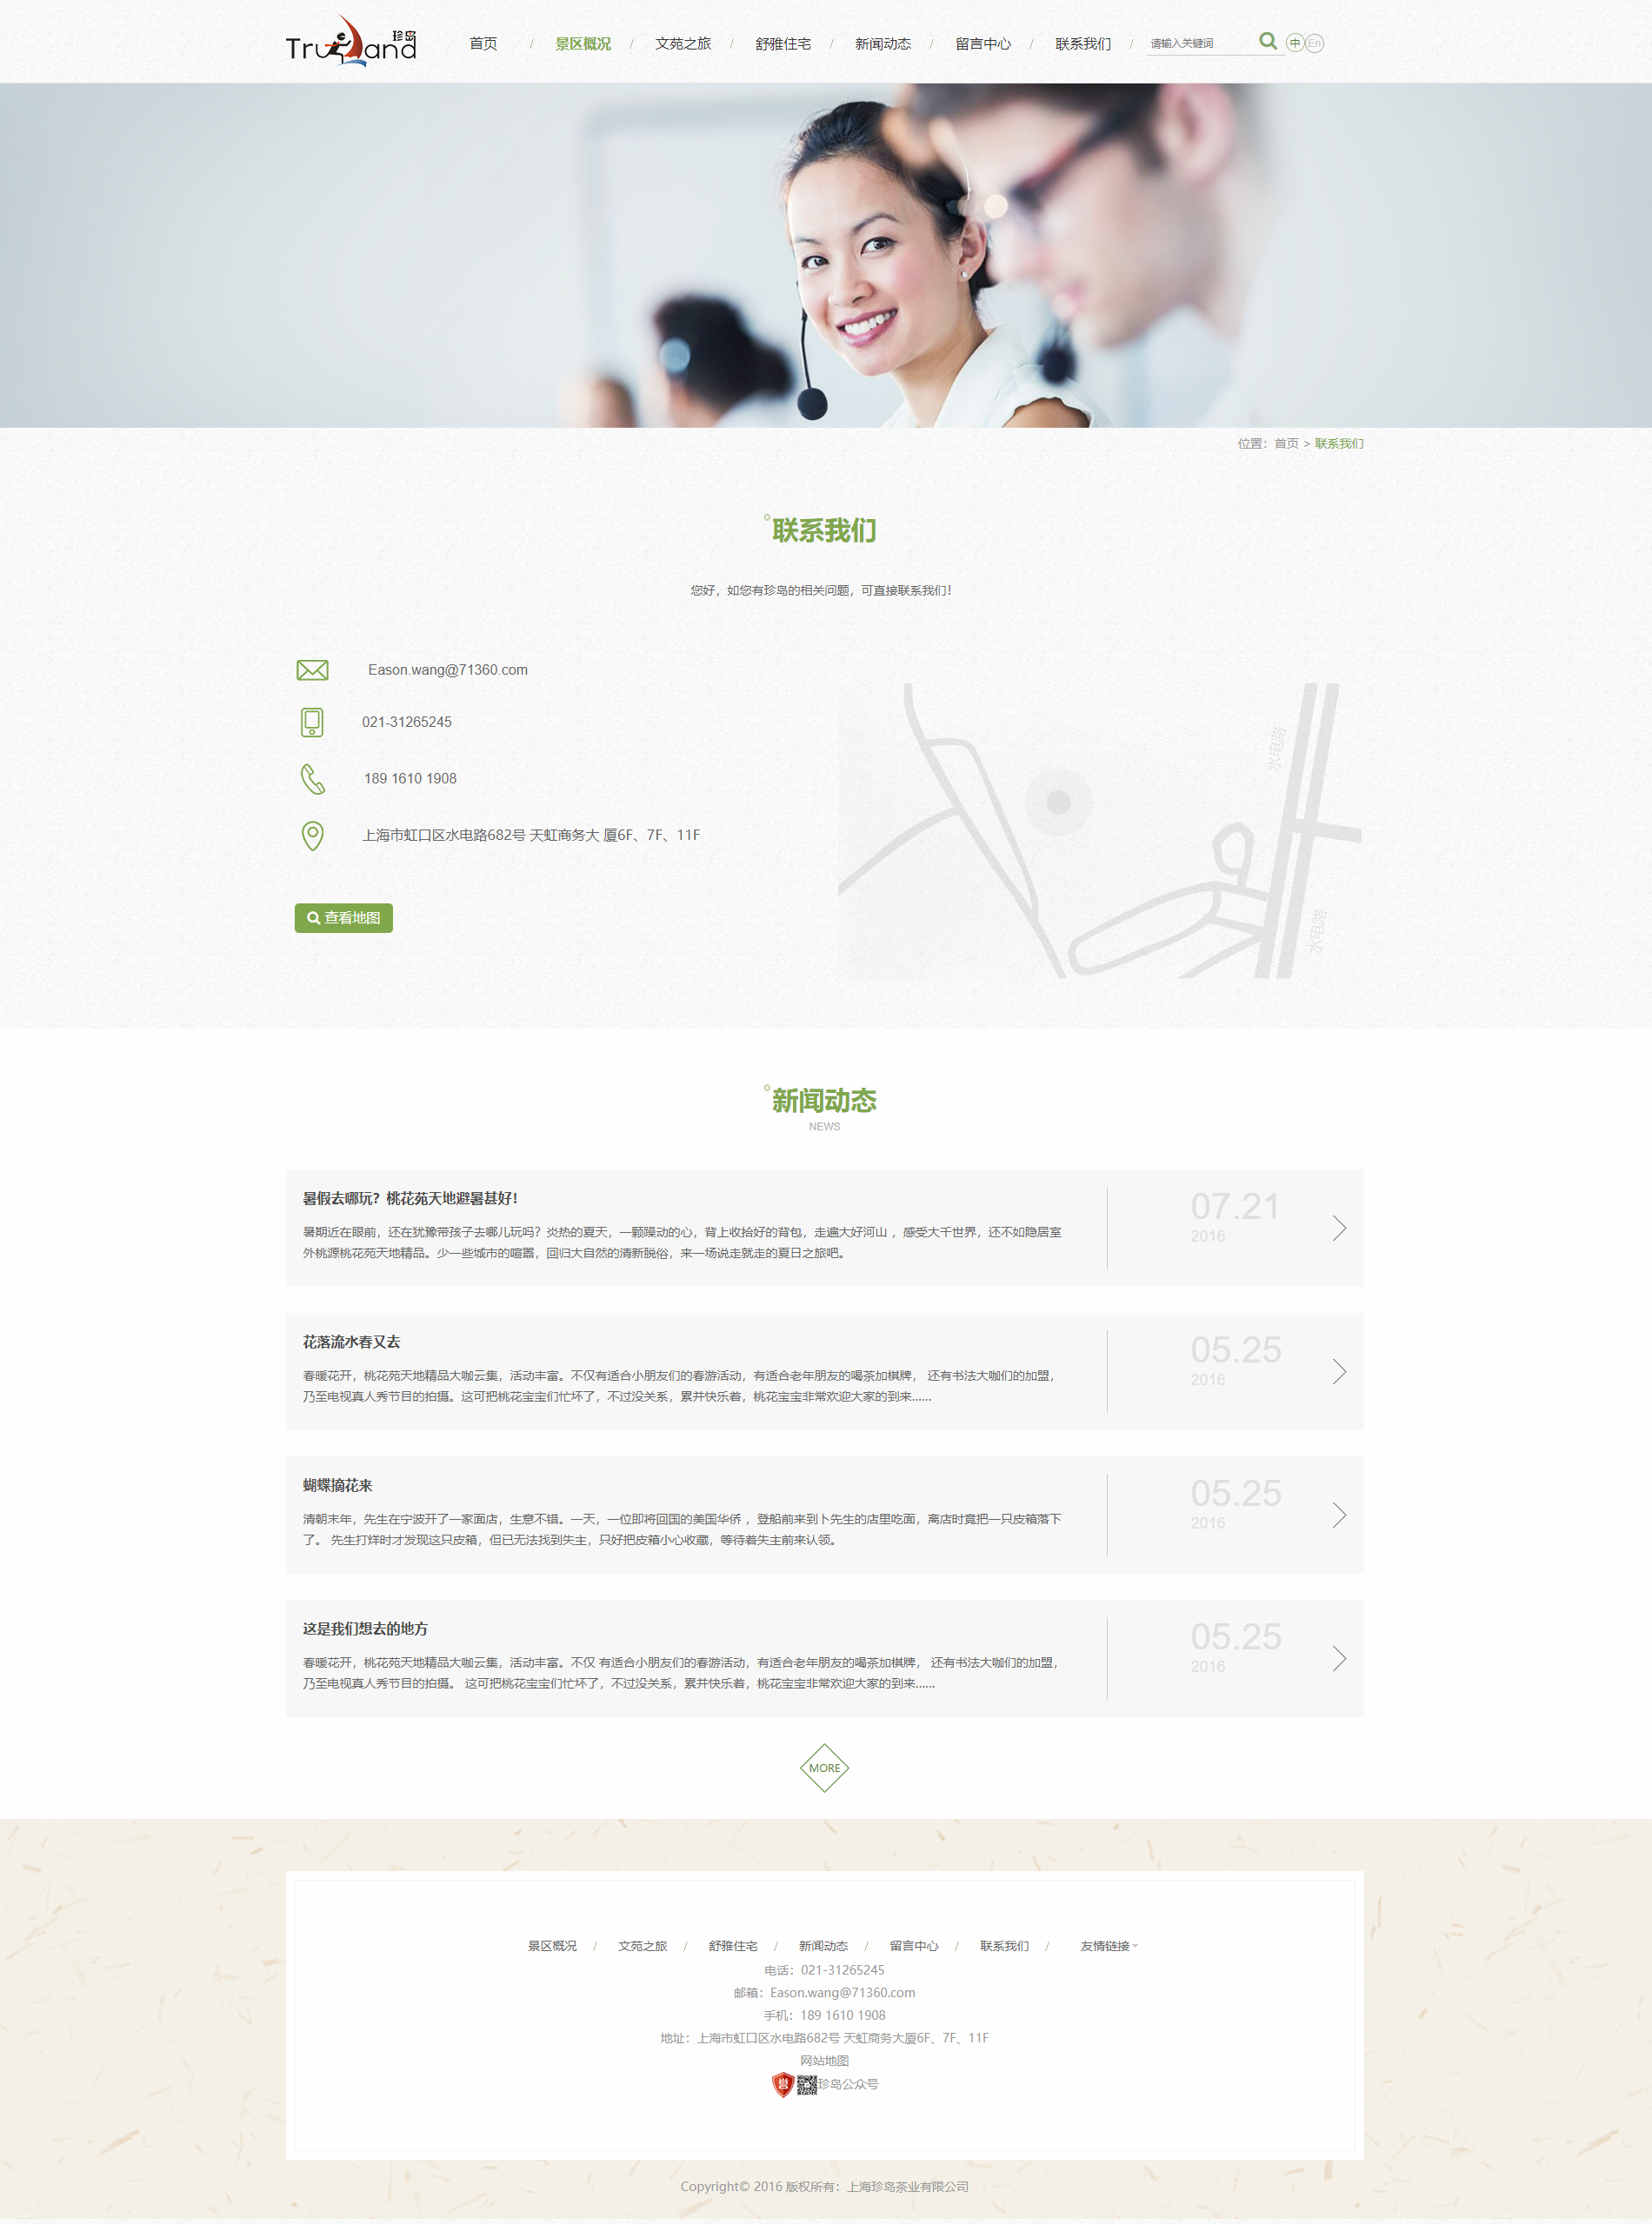 Trueland 珍岛
首页 / 景区概况 / 文苑之旅 / 舒雅住宅 / 新闻动态 / 留言中心 / 联系我们 / 请输入关键词 中 En
位置：首页 > 联系我们
联系我们
您好，如您有珍岛的相关问题，可直接联系我们！
Eason.wang@71360.com
021-31265245
水电路
189 1610 1908
上海市虹口区水电路682号 天虹商务大 厦6F、7F、11F
查看地图
水电路
新闻动态
NEWS
暑假去哪玩？桃花苑天地避暑甚好！
07.21
暑期近在眼前，还在犹豫带孩子去哪儿玩吗？炎热的夏天，一颗噪动的心，背上收拾好的背包，走遍大好河山 ，感受大千世界，还不如隐居室
2016
外桃源桃花苑天地精品。少一些城市的喧嚣，回归大自然的清新脱俗，来一场说走就走的夏日之旅吧。
花落流水春又去
05.25
春暖花开，桃花苑天地精品大咖云集，活动丰富。不仅有适合小朋友们的春游活动，有适合老年朋友的喝茶加棋牌， 还有书法大咖们的加盟，
2016
乃至电视真人秀节目的拍摄。这可把桃花宝宝们忙坏了，不过没关系，累并快乐着，桃花宝宝非常欢迎大家的到来......
蝴蝶摘花来
05.25
清朝末年，先生在宁波开了一家面店，生意不错。一天，一位即将回国的美国华侨 ，登船前来到卜先生的店里吃面，离店时竟把一只皮箱落下
2016
了。 先生打烊时才发现这只皮箱，但已无法找到失主，只好把皮箱小心收藏，等待着失主前来认领。
这是我们想去的地方
05.25
春暖花开，桃花苑天地精品大咖云集，活动丰富。不仅 有适合小朋友们的春游活动，有适合老年朋友的喝茶加棋牌， 还有书法大咖们的加盟，
2016
乃至电视真人秀节目的拍摄。 这可把桃花宝宝们忙坏了，不过没关系，累并快乐着，桃花宝宝非常欢迎大家的到来......
MORE
景区概况 / 文苑之旅 / 舒雅住宅 / 新闻动态 / 留言中心 / 联系我们 / 友情链接
电话：021-31265245
邮箱：Eason.wang@71360.com
手机：189 1610 1908
地址：上海市虹口区水电路682号 天虹商务大厦6F、7F、11F
网站地图
誉 珍岛公众号
Copyright© 2016 版权所有：上海珍岛茶业有限公司